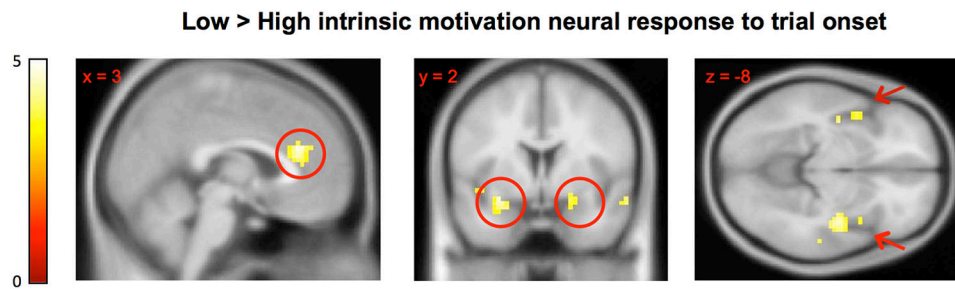 Low > High intrinsic motivation neural response to trial onset
5
0
x = 3
y = 2
z = -8